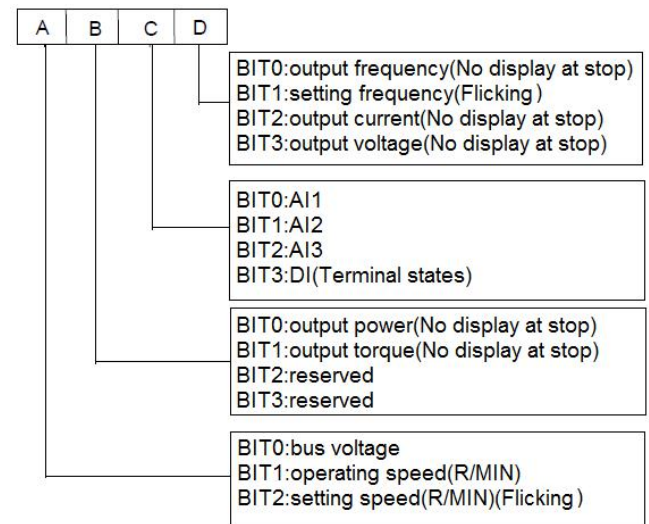 A B C D
BIT0:output frequency(No display at stop)
BIT1:setting frequency(Flicking)
BIT2:output current(No display at stop)
BIT3:output voltage(No display at stop)
BIT0:AI1
BIT1:AI2
BIT2:AI3
BIT3:DI(Terminal states)
BIT0:output power(No display at stop)
BIT1:output torque(No display at stop)
BIT2:reserved
BIT3:reserved
BIT0:bus voltage
BIT1:operating speed(R/MIN)
BIT2:setting speed(R/MIN)(Flicking)